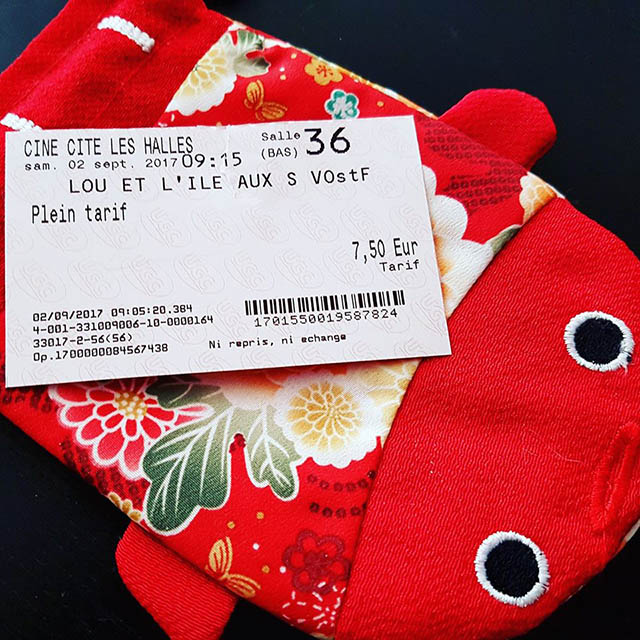 CINE CITE LES HALLES
sam. 02 sept. 2017 09:15
Salle (BAS) 36
LOU ET L'ILE AUX S VOstF
Plein tarif
7,50 Eur
Tarif
02/09/2017 09:05:20.384
4-001-331009006-10-0000164
33017-2-56(56)
Op.1700000084567438
1701550019587824
Ni repris, ni echange
UGC